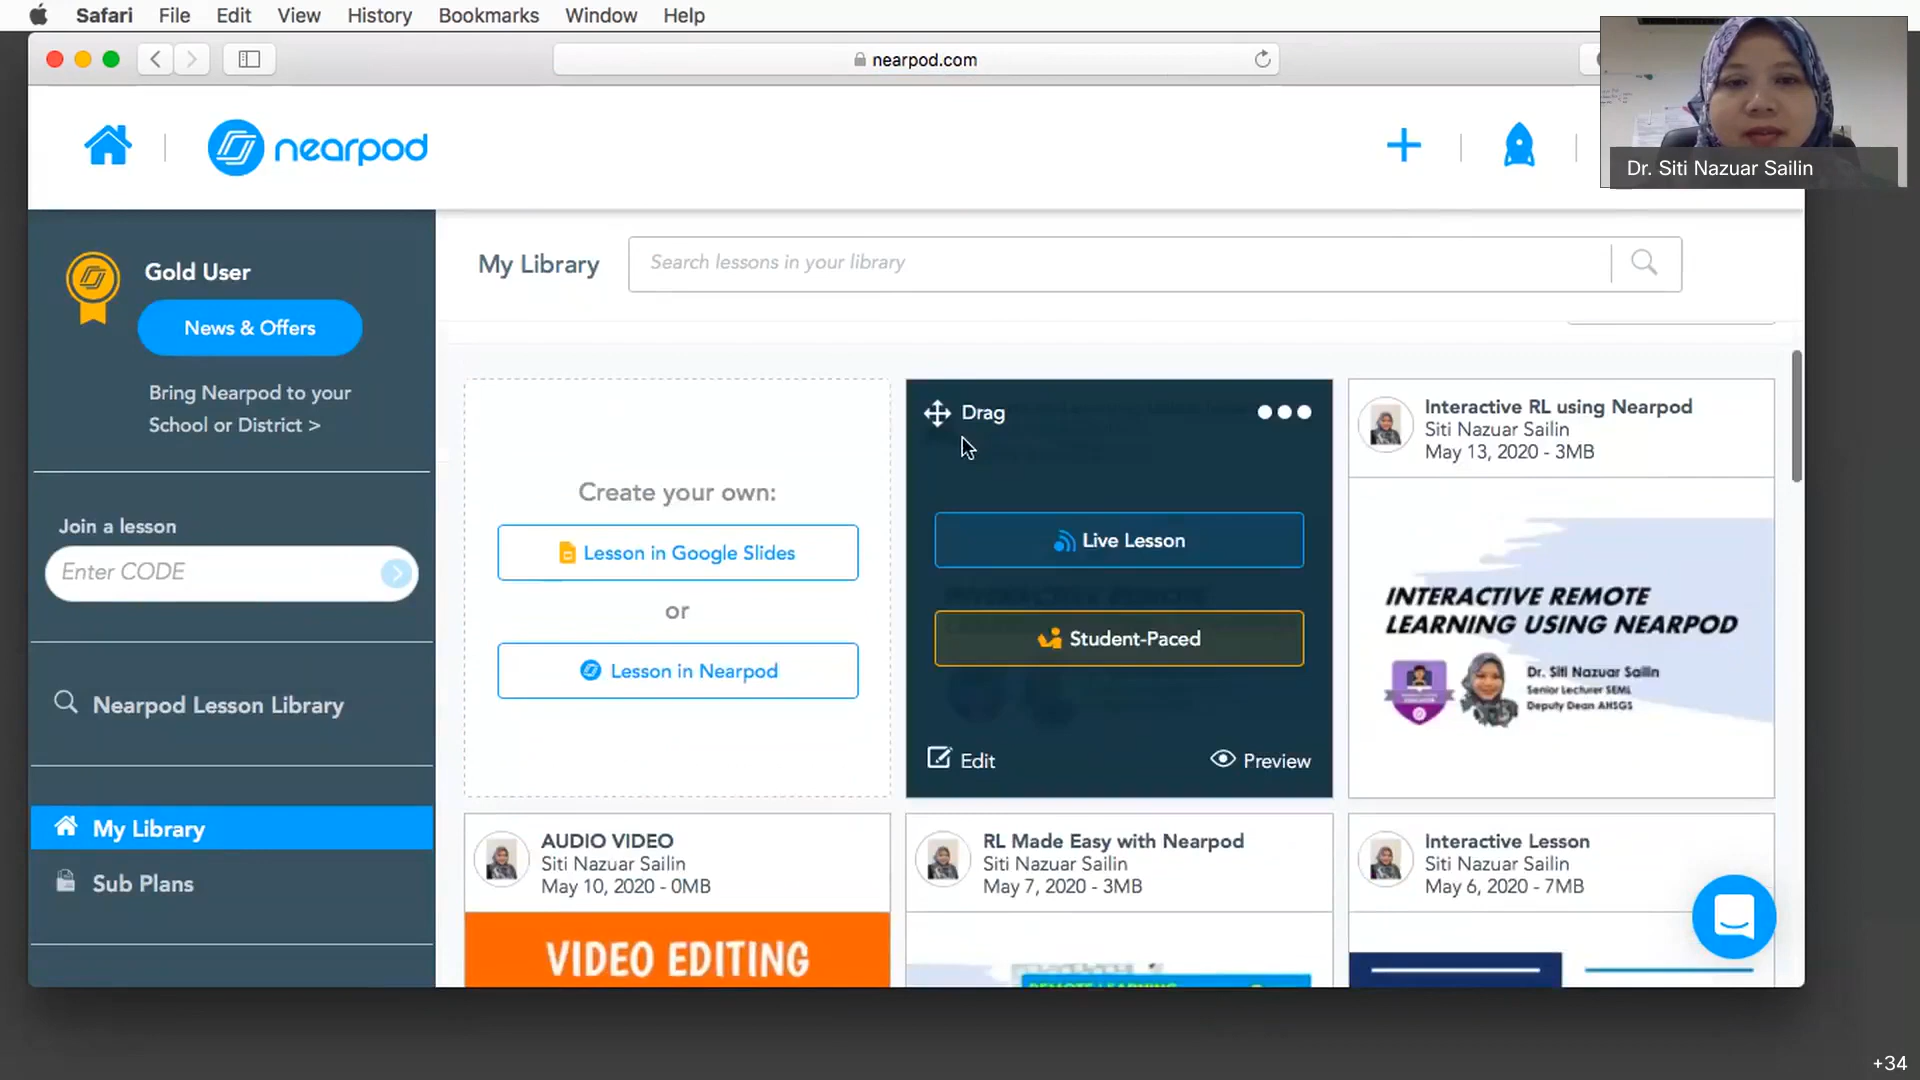 Safari File Edit View History Bookmarks Window Help
nearpod.com
nearpod
Dr. Siti Nazuar Sailin
Gold User
News & Offers
Bring Nearpod to your
School or District >
Join a lesson
Enter CODE
Nearpod Lesson Library
My Library
Sub Plans
My Library
Search lessons in your library
Create your own:
Lesson in Google Slides
or
Lesson in Nearpod
Drag
Live Lesson
Student-Paced
Edit
Preview
Interactive RL using Nearpod
Siti Nazuar Sailin
May 13, 2020 - 3MB
INTERACTIVE REMOTE
LEARNING USING NEARPOD
Dr. Siti Nazuar Sailin
Senior Lecturer SEML
Deputy Dean AHSGS
AUDIO VIDEO
Siti Nazuar Sailin
May 10, 2020 - 0MB
VIDEO EDITING
RL Made Easy with Nearpod
Siti Nazuar Sailin
May 7, 2020 - 3MB
REMOTE LEARNING
Interactive Lesson
Siti Nazuar Sailin
May 6, 2020 - 7MB
+34